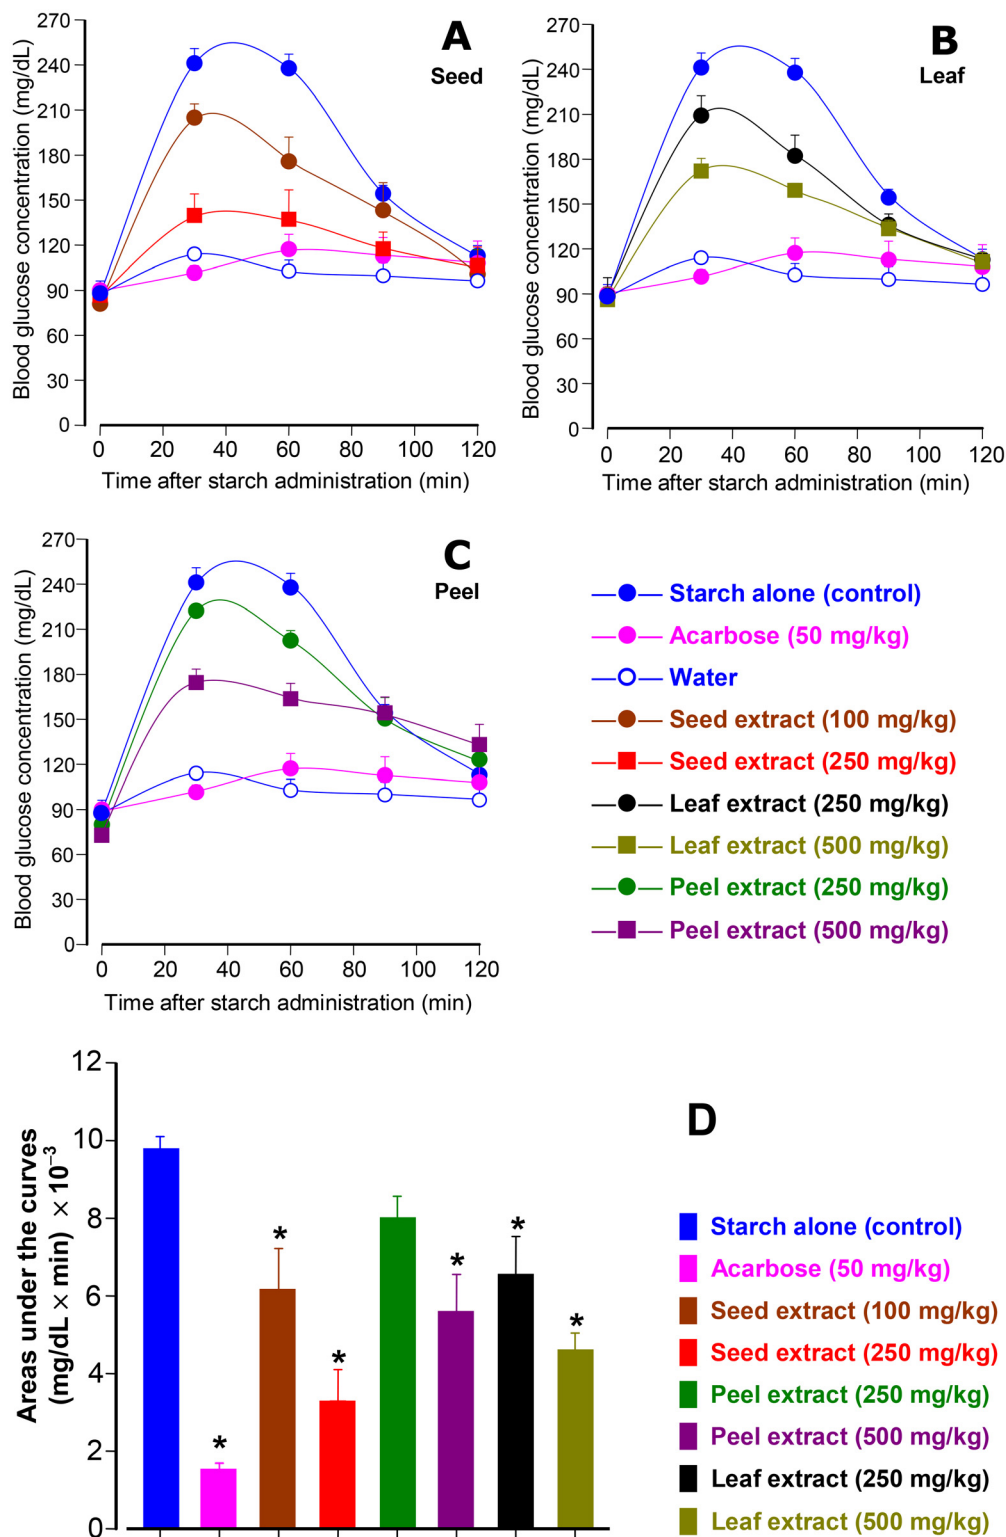 A
Seed
Blood glucose concentration (mg/dL)
270
240
210
180
150
120
90
60
30
0
0 20 40 60 80 100 120
Time after starch administration (min)
B
Leaf
Blood glucose concentration (mg/dL)
270
240
210
180
150
120
90
60
30
0
0 20 40 60 80 100 120
Time after starch administration (min)
C
Peel
Blood glucose concentration (mg/dL)
270
240
210
180
150
120
90
60
30
0
0 20 40 60 80 100 120
Time after starch administration (min)
Starch alone (control)
Acarbose (50 mg/kg)
Water
Seed extract (100 mg/kg)
Seed extract (250 mg/kg)
Leaf extract (250 mg/kg)
Leaf extract (500 mg/kg)
Peel extract (250 mg/kg)
Peel extract (500 mg/kg)
D
Areas under the curves
(mg/dL × min) × 10⁻³
12
10
8
6
4
2
0
* * * * * *
Starch alone (control)
Acarbose (50 mg/kg)
Seed extract (100 mg/kg)
Seed extract (250 mg/kg)
Peel extract (250 mg/kg)
Peel extract (500 mg/kg)
Leaf extract (250 mg/kg)
Leaf extract (500 mg/kg)